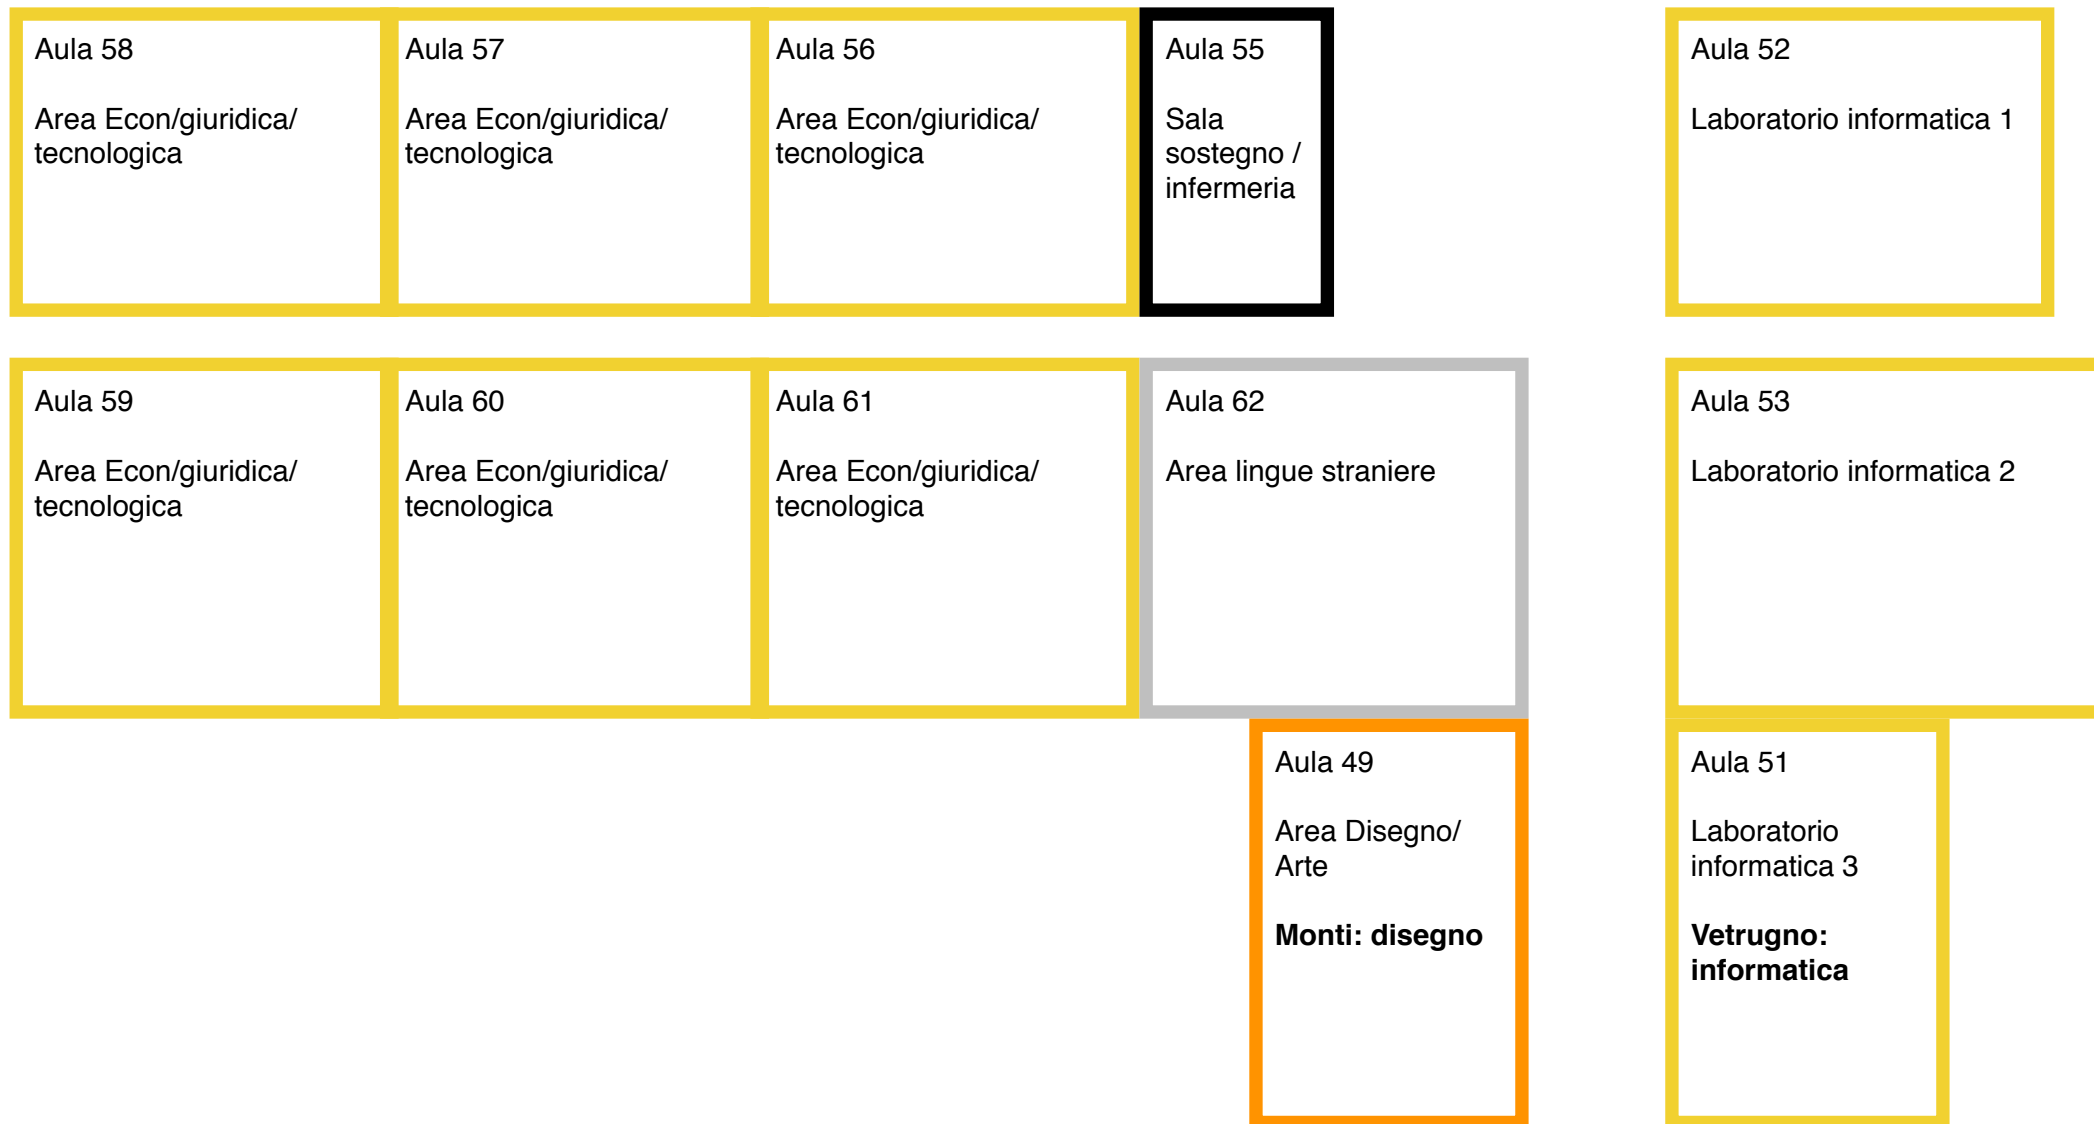 Aula 58
Area Econ/giuridica/
tecnologica
Aula 57
Area Econ/giuridica/
tecnologica
Aula 56
Area Econ/giuridica/
tecnologica
Aula 55
Sala
sostegno /
infermeria
Aula 52
Laboratorio informatica 1
Aula 59
Area Econ/giuridica/
tecnologica
Aula 60
Area Econ/giuridica/
tecnologica
Aula 61
Area Econ/giuridica/
tecnologica
Aula 62
Area lingue straniere
Aula 53
Laboratorio informatica 2
Aula 49
Area Disegno/
Arte
Monti: disegno
Aula 51
Laboratorio
informatica 3
Vetrugno:
informatica